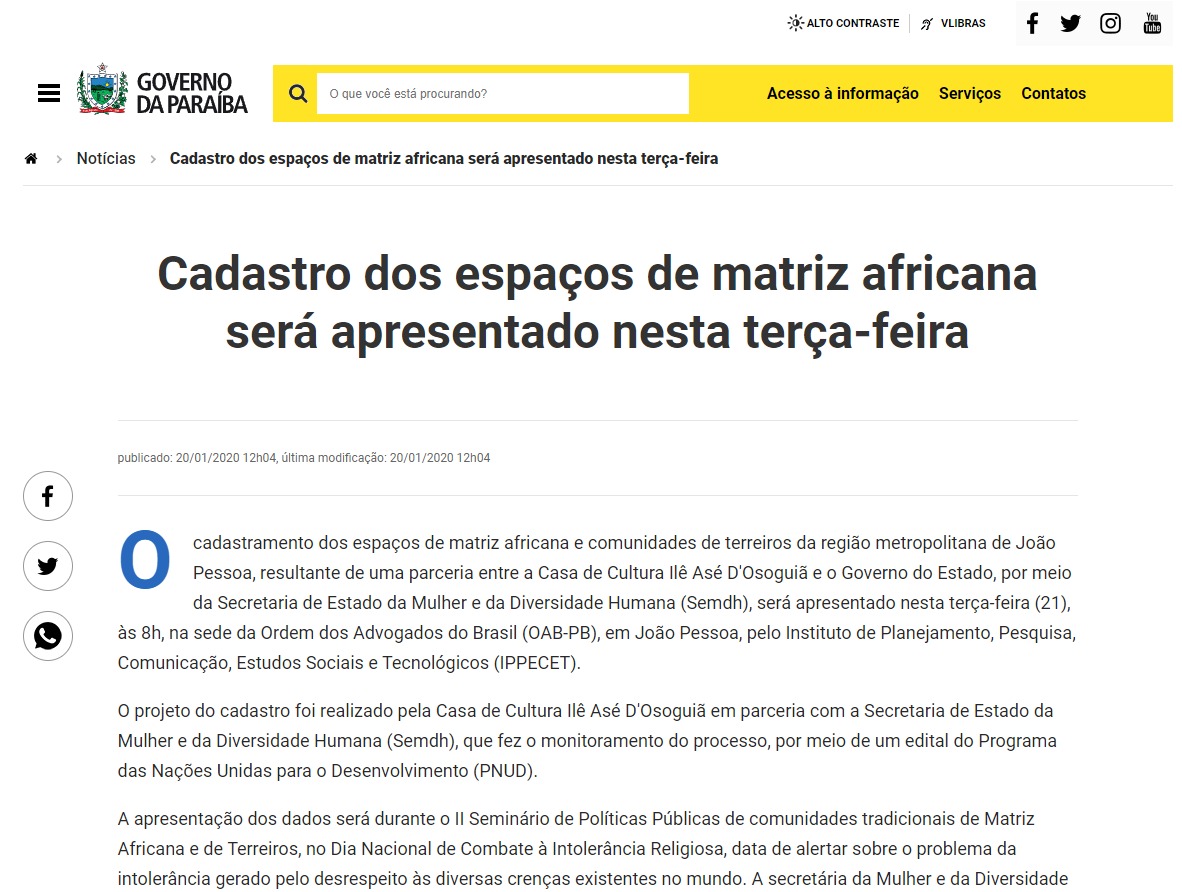 ALTO CONTRASTE
VLIBRAS
You
Tube
GOVERNO
DA PARAÍBA
O que você está procurando?
Acesso à informação Serviços Contatos
Notícias Cadastro dos espaços de matriz africana será apresentado nesta terça-feira
Cadastro dos espaços de matriz africana
será apresentado nesta terça-feira
publicado: 20/01/2020 12h04, última modificação: 20/01/2020 12h04
O cadastramento dos espaços de matriz africana e comunidades de terreiros da região metropolitana de João
Pessoa, resultante de uma parceria entre a Casa de Cultura Ilê Asé D'Osoguiã e o Governo do Estado, por meio
da Secretaria de Estado da Mulher e da Diversidade Humana (Semdh), será apresentado nesta terça-feira (21),
às 8h, na sede da Ordem dos Advogados do Brasil (OAB-PB), em João Pessoa, pelo Instituto de Planejamento, Pesquisa,
Comunicação, Estudos Sociais e Tecnológicos (IPPECET).
O projeto do cadastro foi realizado pela Casa de Cultura Ilê Asé D'Osoguiã em parceria com a Secretaria de Estado da
Mulher e da Diversidade Humana (Semdh), que fez o monitoramento do processo, por meio de um edital do Programa
das Nações Unidas para o Desenvolvimento (PNUD).
A apresentação dos dados será durante o II Seminário de Políticas Públicas de comunidades tradicionais de Matriz
Africana e de Terreiros, no Dia Nacional de Combate à Intolerância Religiosa, data de alertar sobre o problema da
intolerância gerado pelo desrespeito às diversas crenças existentes no mundo. A secretária da Mulher e da Diversidade